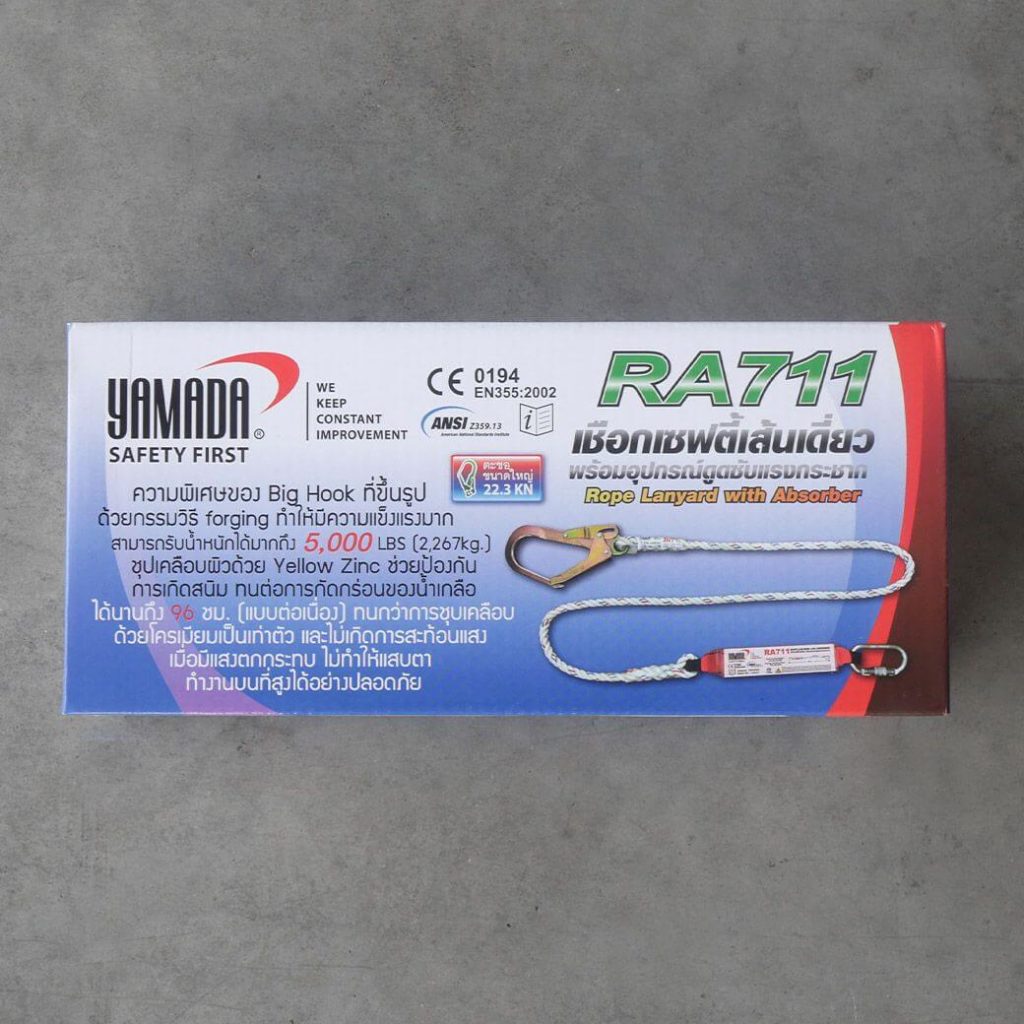 YAMADA®
SAFETY FIRST
WE
KEEP
CONSTANT
IMPROVEMENT
CE 0194
EN355:2002
ANSI Z359.13
American National Standards Institute
i
ตะขอ
ขนาดใหญ่
22.3 KN
RA711
เชือกเซฟตี้เส้นเดี่ยว
พร้อมอุปกรณ์ดูดซับแรงกระชาก
Rope Lanyard with Absorber
ความพิเศษของ Big Hook ที่ขึ้นรูป
ด้วยกรรมวิธี forging ทำให้มีความแข็งแรงมาก
สามารถรับน้ำหนักได้มากถึง 5,000 LBS (2,267kg.)
ชุปเคลือบผิวด้วย Yellow Zinc ช่วยป้องกัน
การเกิดสนิม ทนต่อการกัดกร่อนของน้ำเกลือ
ได้นานถึง 96 ชม. (แบบต่อเนื่อง) ทนกว่าการชุบเคลือบ
ด้วยโครเมียมเป็นเท่าตัว และไม่เกิดการสะท้อนแสง
เมื่อมีแสงตกกระทบ ไม่ทำให้แสบตา
ทำงานบนที่สูงได้อย่างปลอดภัย
YAMADA
RA711